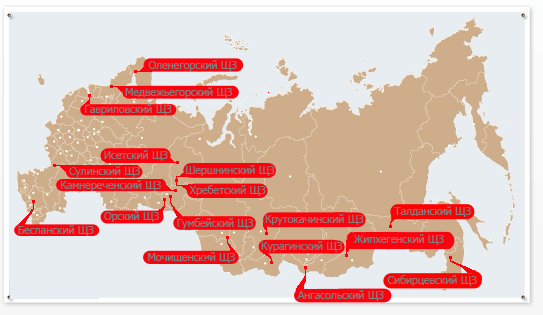 Оленегорский ЩЗ
Медвежьегорский ЩЗ
Гавриловский ЩЗ
Исетский ЩЗ
Сулинский ЩЗ
Шершнинский ЩЗ
Камнереченский ЩЗ
Хребетский ЩЗ
Орский ЩЗ
Гумбейский ЩЗ
Бесланский ЩЗ
Крутокачинский ЩЗ
Талданский ЩЗ
Мочищенский ЩЗ
Курагинский ЩЗ
Жипхегенский ЩЗ
Сибирцевский ЩЗ
Ангасольский ЩЗ